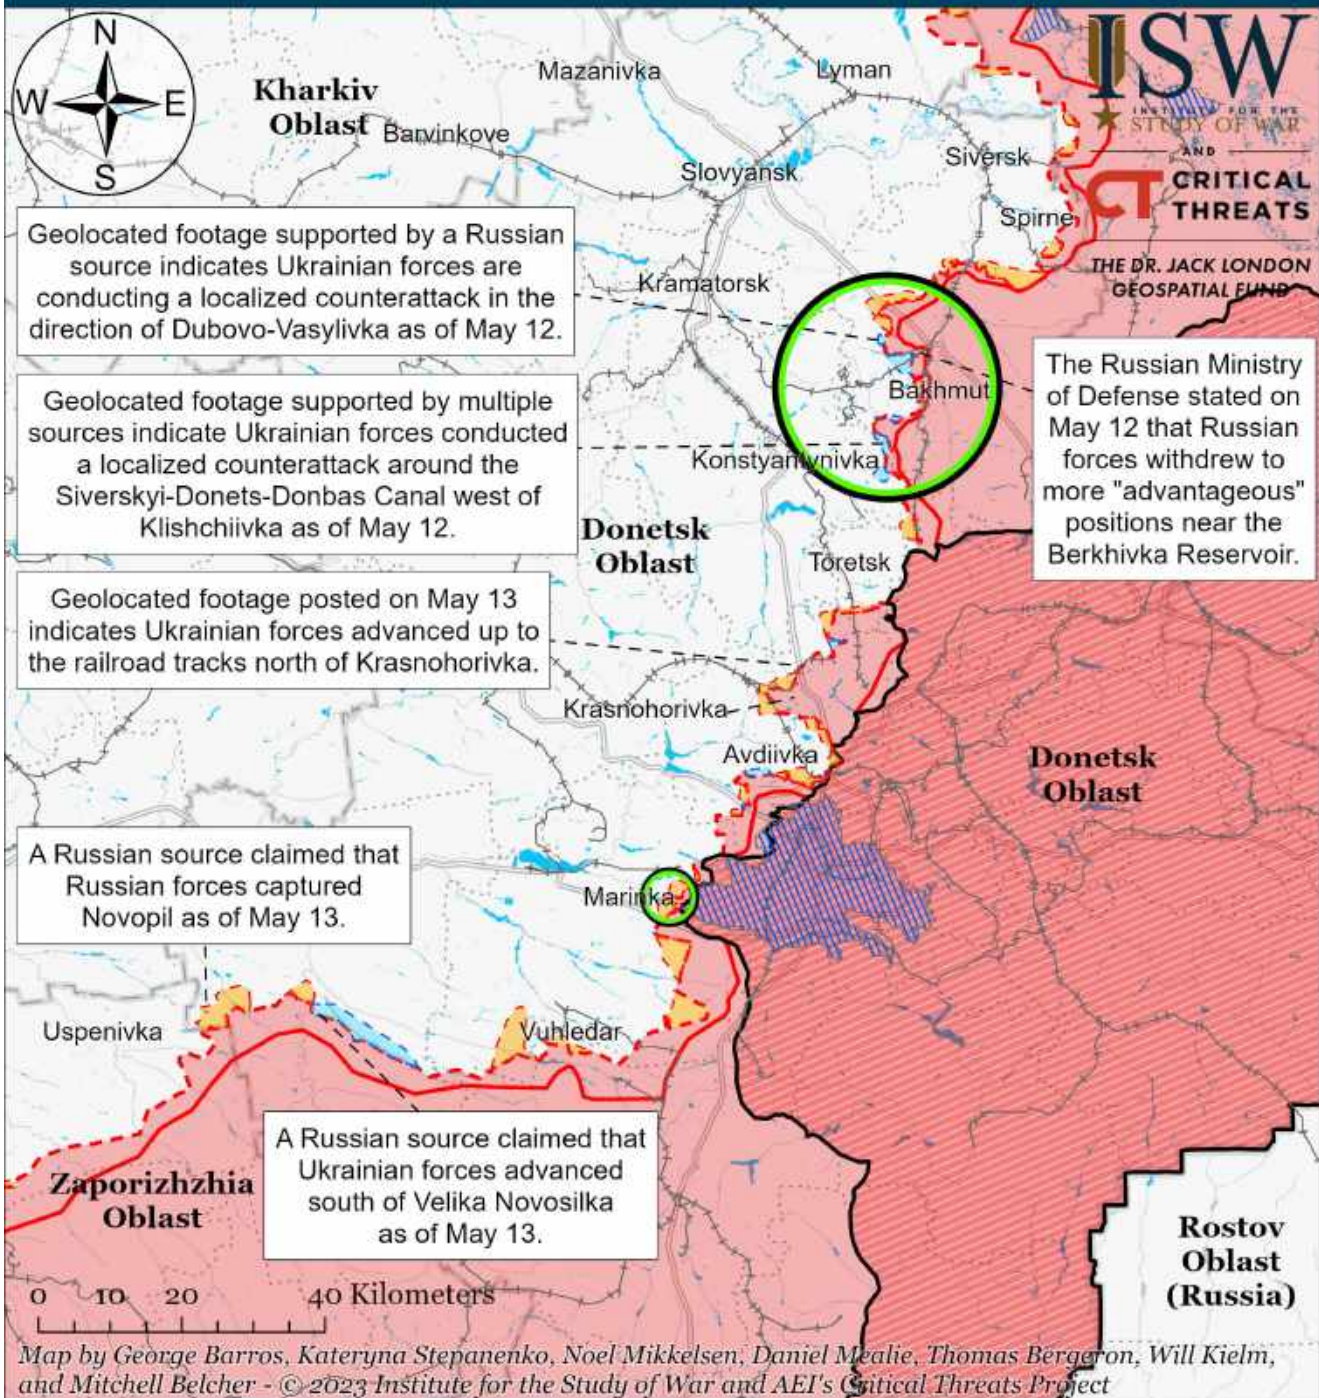 N
W
E
S
Kharkiv
Oblast
Barvinkove
Mazanivka
Lyman
Slovyansk
Siversk
Spirne
Kramatorsk
ISW
INSTITUTE FOR THE
STUDY OF WAR
AND
CT CRITICAL
THREATS
THE DR. JACK LONDON
GEOSPATIAL FUND
Geolocated footage supported by a Russian
source indicates Ukrainian forces are
conducting a localized counterattack in the
direction of Dubovo-Vasylivka as of May 12.
Geolocated footage supported by multiple
sources indicate Ukrainian forces conducted
a localized counterattack around the
Siverskyi-Donets-Donbas Canal west of
Klishchiivka as of May 12.
Bakhmut
Konstyantynivka
The Russian Ministry
of Defense stated on
May 12 that Russian
forces withdrew to
more "advantageous"
positions near the
Berkhivka Reservoir.
Donetsk
Oblast
Toretsk
Geolocated footage posted on May 13
indicates Ukrainian forces advanced up to
the railroad tracks north of Krasnohorivka.
Krasnohorivka
Avdiivka
Donetsk
Oblast
A Russian source claimed that
Russian forces captured
Novopil as of May 13.
Marinka
Uspenivka
Vuhledar
A Russian source claimed that
Ukrainian forces advanced
south of Velika Novosilka
as of May 13.
Zaporizhzhia
Oblast
Rostov
Oblast
(Russia)
0 10 20 40 Kilometers
Map by George Barros, Kateryna Stepanenko, Noel Mikkelsen, Daniel Mealie, Thomas Bergeron, Will Kielm,
and Mitchell Belcher - © 2023 Institute for the Study of War and AEI's Critical Threats Project